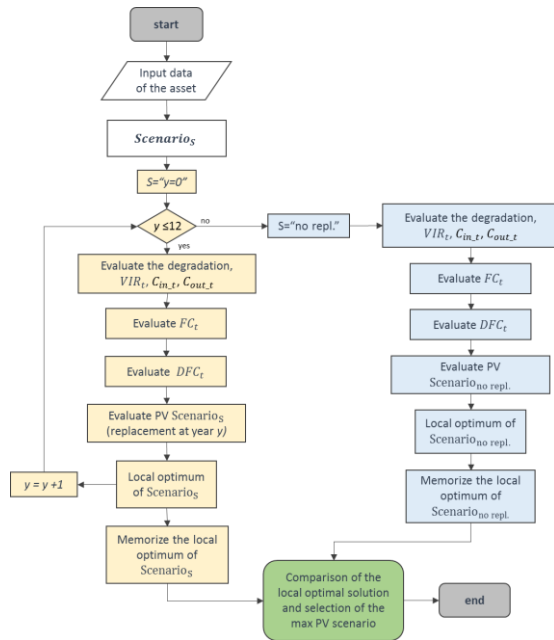 start
Input data
of the asset
Scenario_S
S="y=0"
y ≤12
no
yes
S="no repl."
Evaluate the degradation,
VIR_t, C_in_t, C_out_t
Evaluate FC_t
Evaluate DFC_t
Evaluate PV Scenario_S
(replacement at year y)
Local optimum
of Scenario_S
y = y +1
Memorize the local
optimum of
Scenario_S
Evaluate the degradation,
VIR_t, C_in_t, C_out_t
Evaluate FC_t
Evaluate DFC_t
Evaluate PV
Scenario_no repl.
Local optimum of
Scenario_no repl.
Memorize the local
optimum of
Scenario_no repl.
Comparison of the
local optimal solution
and selection of the
max PV scenario
end